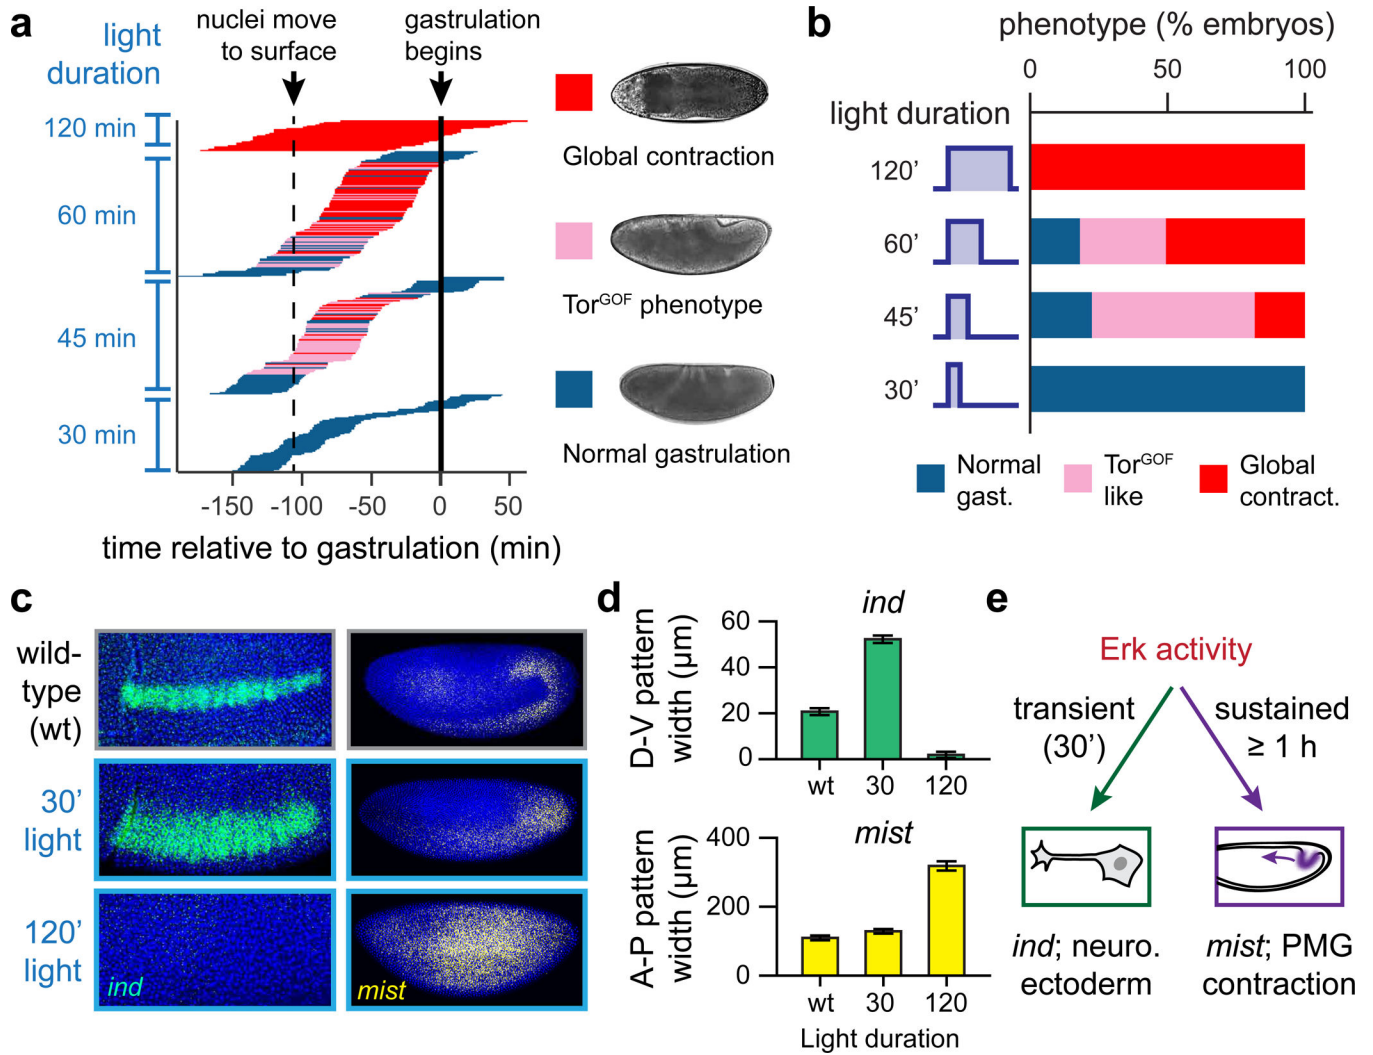 a
light
duration
nuclei move
to surface
gastrulation
begins
120 min
60 min
45 min
30 min
-150 -100 -50 0 50
time relative to gastrulation (min)
Global contraction
TorGOF phenotype
Normal gastrulation
b
phenotype (% embryos)
0 50 100
light duration
120’
60’
45’
30’
Normal
gast.
TorGOF
like
Global
contract.
c
wild-
type
(wt)
30’
light
120’
light
ind
mist
d
ind
D-V pattern
width (μm)
60
40
20
0
wt 30 120
mist
A-P pattern
width (μm)
400
200
0
wt 30 120
Light duration
e
Erk activity
transient
(30’)
sustained
≥ 1 h
ind; neuro.
ectoderm
mist; PMG
contraction